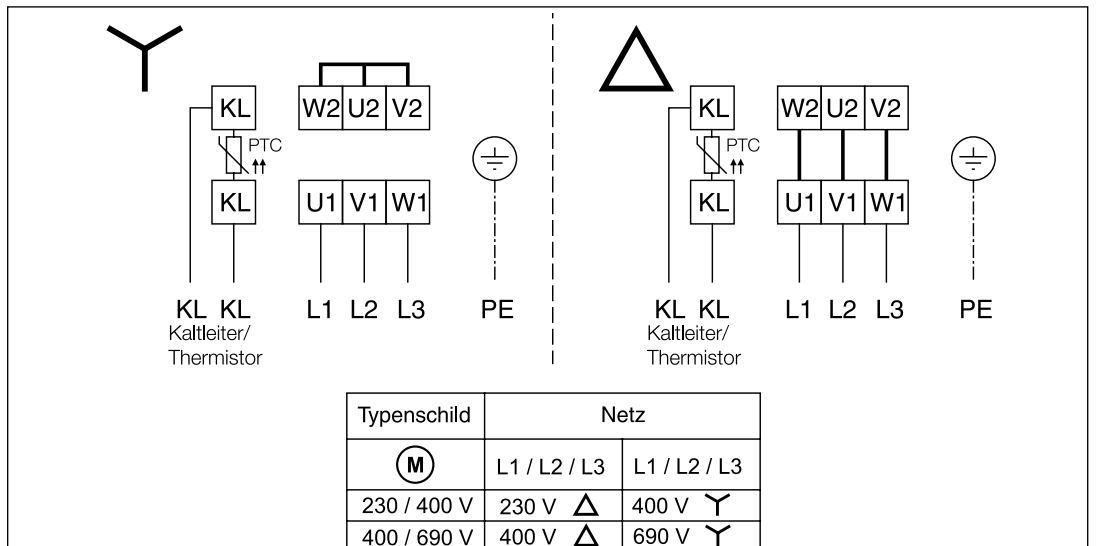 KL W2 U2 V2
PTC
KL U1 V1 W1
KL KL L1 L2 L3 PE
Kaltleiter/
Thermistor
KL W2 U2 V2
PTC
KL U1 V1 W1
KL KL L1 L2 L3 PE
Kaltleiter/
Thermistor
Typenschild Netz
M L1 / L2 / L3 L1 / L2 / L3
230 / 400 V 230 V 400 V
400 / 690 V 400 V 690 V